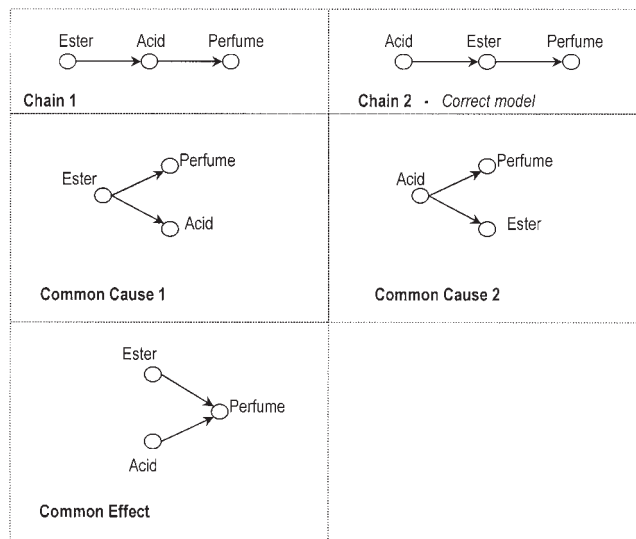 Ester Acid Perfume
Chain 1
Acid Ester Perfume
Chain 2 - Correct model
Perfume
Ester
Acid
Common Cause 1
Perfume
Acid
Ester
Common Cause 2
Ester
Perfume
Acid
Common Effect